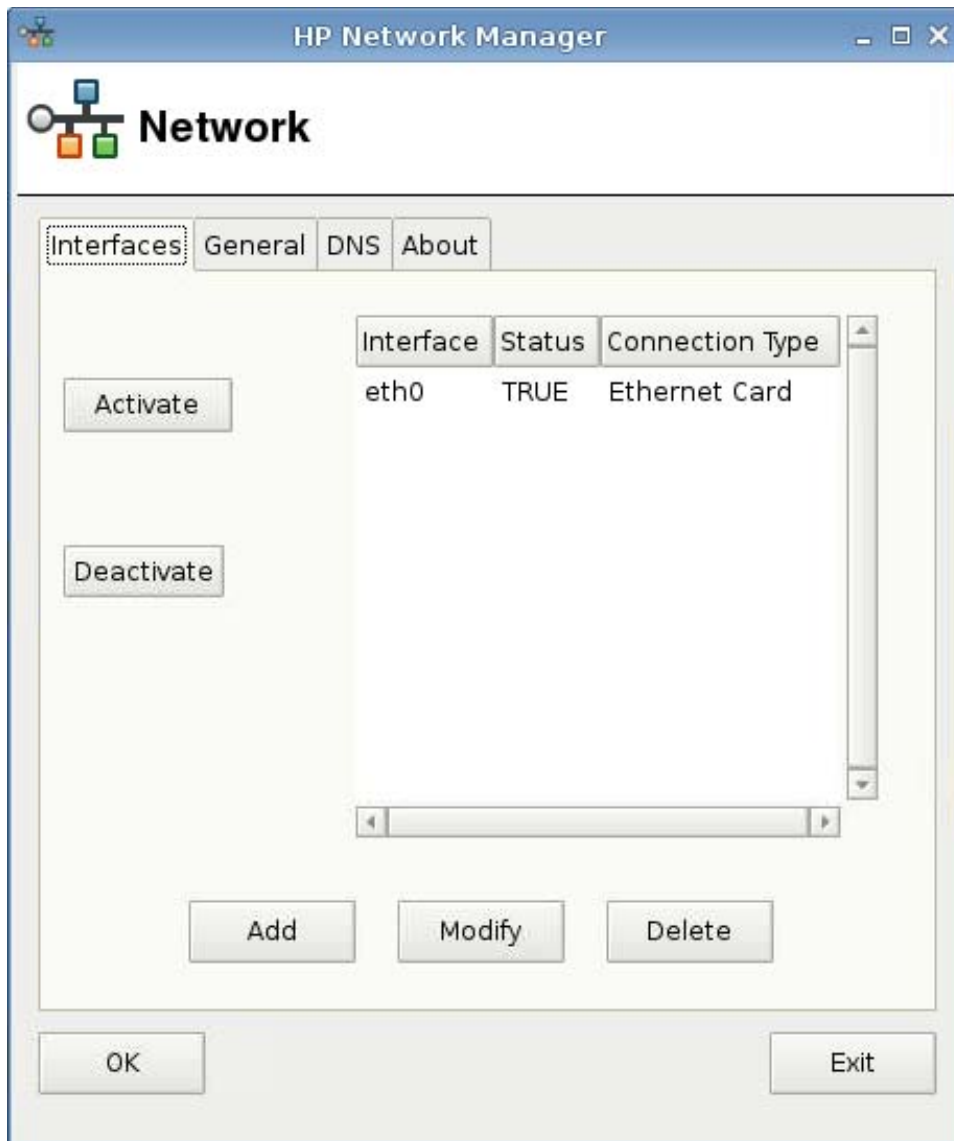 HP Network Manager
Network
Interfaces General DNS About
Interface Status Connection Type
eth0 TRUE Ethernet Card
Activate
Deactivate
Add Modify Delete
OK Exit